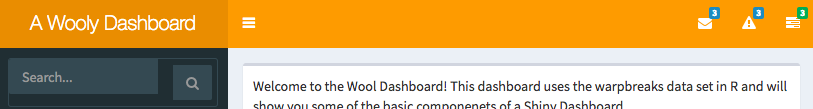 A Wooly Dashboard
3
3
3
Search...
Welcome to the Wool Dashboard! This dashboard uses the warpbreaks data set in R and will
show you some of the basic componenets of a Shiny Dashboard